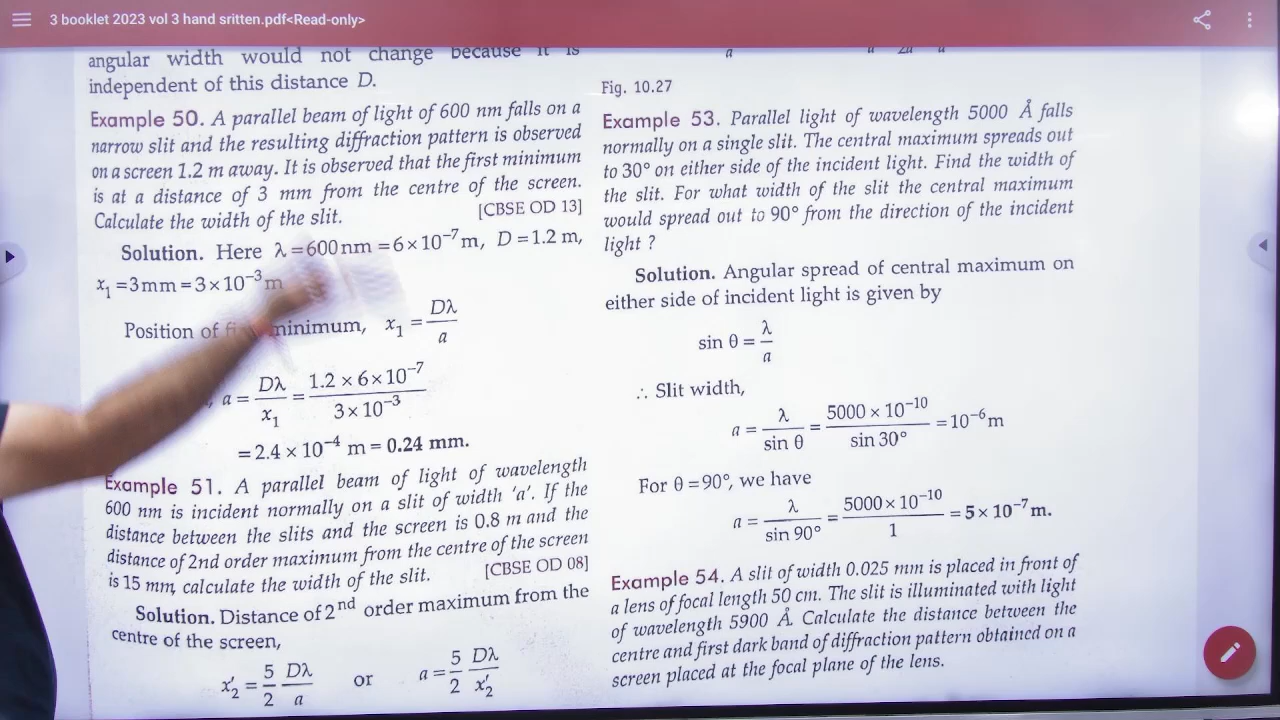 3 booklet 2023 vol 3 hand sritten.pdf<Read-only>
angular width would not change because it is
independent of this distance D.
Example 50. A parallel beam of light of 600 nm falls on a
narrow slit and the resulting diffraction pattern is observed
on a screen 1.2 m away. It is observed that the first minimum
is at a distance of 3 mm from the centre of the screen.
Calculate the width of the slit. [CBSE OD 13]
Solution. Here λ = 600 nm = 6 × 10⁻⁷ m, D = 1.2 m,
x₁ = 3 mm = 3 × 10⁻³ m
Position of minimum, x₁ = Dλ / a
a = Dλ / x₁ = 1.2 × 6 × 10⁻⁷ / 3 × 10⁻³
= 2.4 × 10⁻⁴ m = 0.24 mm.
Example 51. A parallel beam of light of wavelength
600 nm is incident normally on a slit of width 'a'. If the
distance between the slits and the screen is 0.8 m and the
distance of 2nd order maximum from the centre of the screen
is 15 mm, calculate the width of the slit. [CBSE OD 08]
Solution. Distance of 2nd order maximum from the
centre of the screen,
x′₂ = 5/2 Dλ/a or a = 5/2 Dλ/x′₂
Fig. 10.27
Example 53. Parallel light of wavelength 5000 Å falls
normally on a single slit. The central maximum spreads out
to 30° on either side of the incident light. Find the width of
the slit. For what width of the slit the central maximum
would spread out to 90° from the direction of the incident
light ?
Solution. Angular spread of central maximum on
either side of incident light is given by
sin θ = λ / a
∴ Slit width,
a = λ / sin θ = 5000 × 10⁻¹⁰ / sin 30° = 10⁻⁶ m
For θ = 90°, we have
a = λ / sin 90° = 5000 × 10⁻¹⁰ / 1 = 5 × 10⁻⁷ m.
Example 54. A slit of width 0.025 mm is placed in front of
a lens of focal length 50 cm. The slit is illuminated with light
of wavelength 5900 Å. Calculate the distance between the
centre and first dark band of diffraction pattern obtained on a
screen placed at the focal plane of the lens.